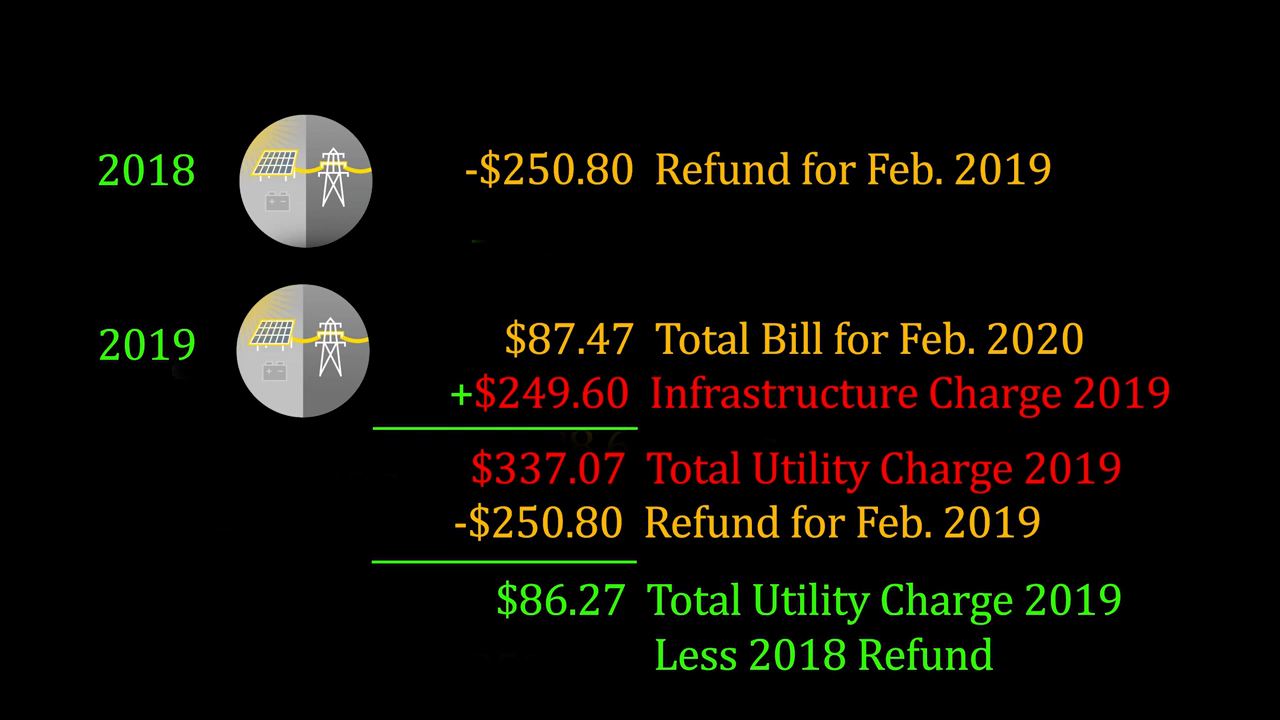 2018 -$250.80 Refund for Feb. 2019
2019 $87.47 Total Bill for Feb. 2020
+$249.60 Infrastructure Charge 2019
$337.07 Total Utility Charge 2019
-$250.80 Refund for Feb. 2019
$86.27 Total Utility Charge 2019
Less 2018 Refund